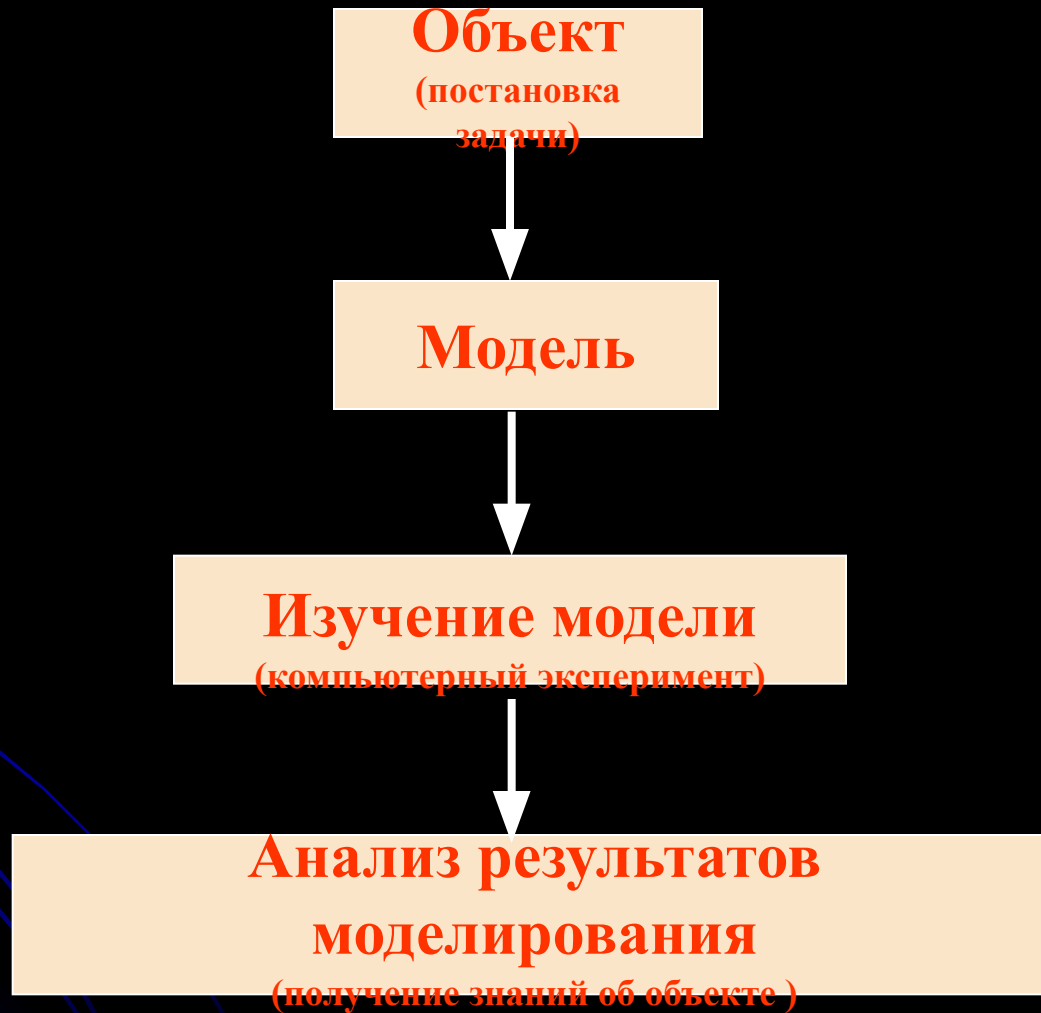 Объект
(постановка
задачи)
Модель
Изучение модели
(компьютерный эксперимент)
Анализ результатов
моделирования
(получение знаний об объекте )